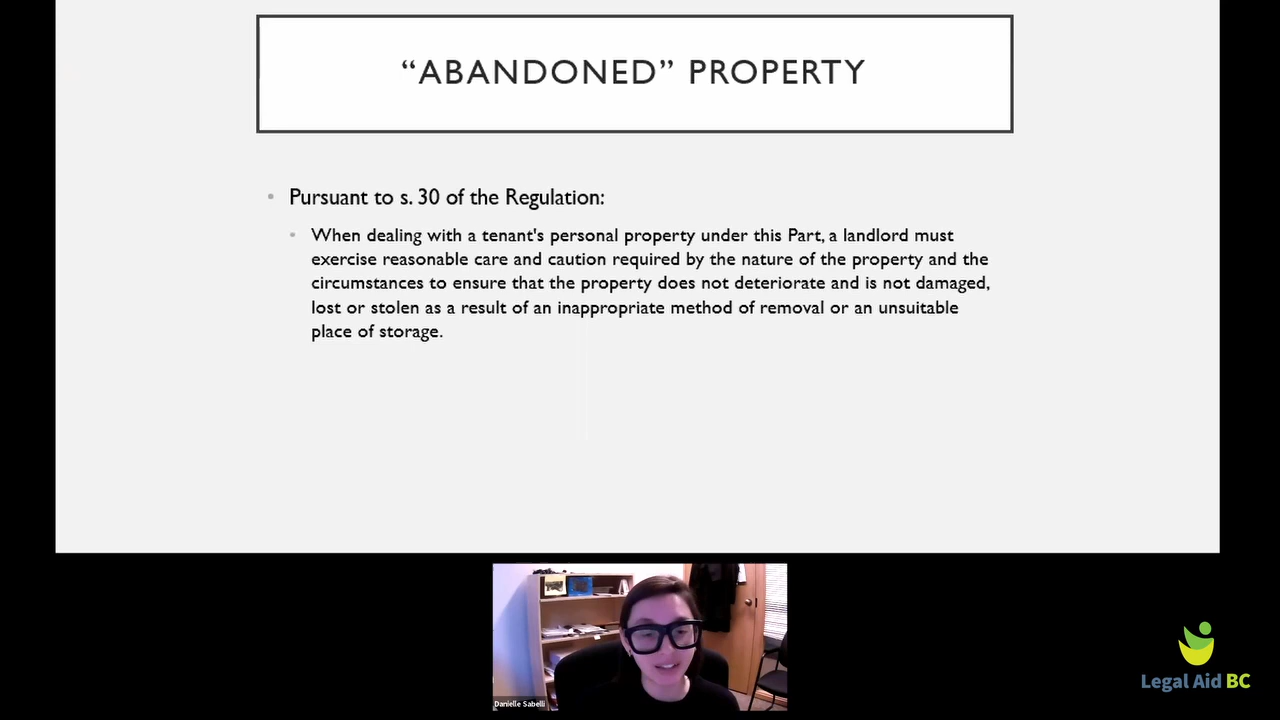 “ABANDONED” PROPERTY
• Pursuant to s. 30 of the Regulation:
• When dealing with a tenant's personal property under this Part, a landlord must
exercise reasonable care and caution required by the nature of the property and the
circumstances to ensure that the property does not deteriorate and is not damaged,
lost or stolen as a result of an inappropriate method of removal or an unsuitable
place of storage.
Danielle Sabelli
Legal Aid BC